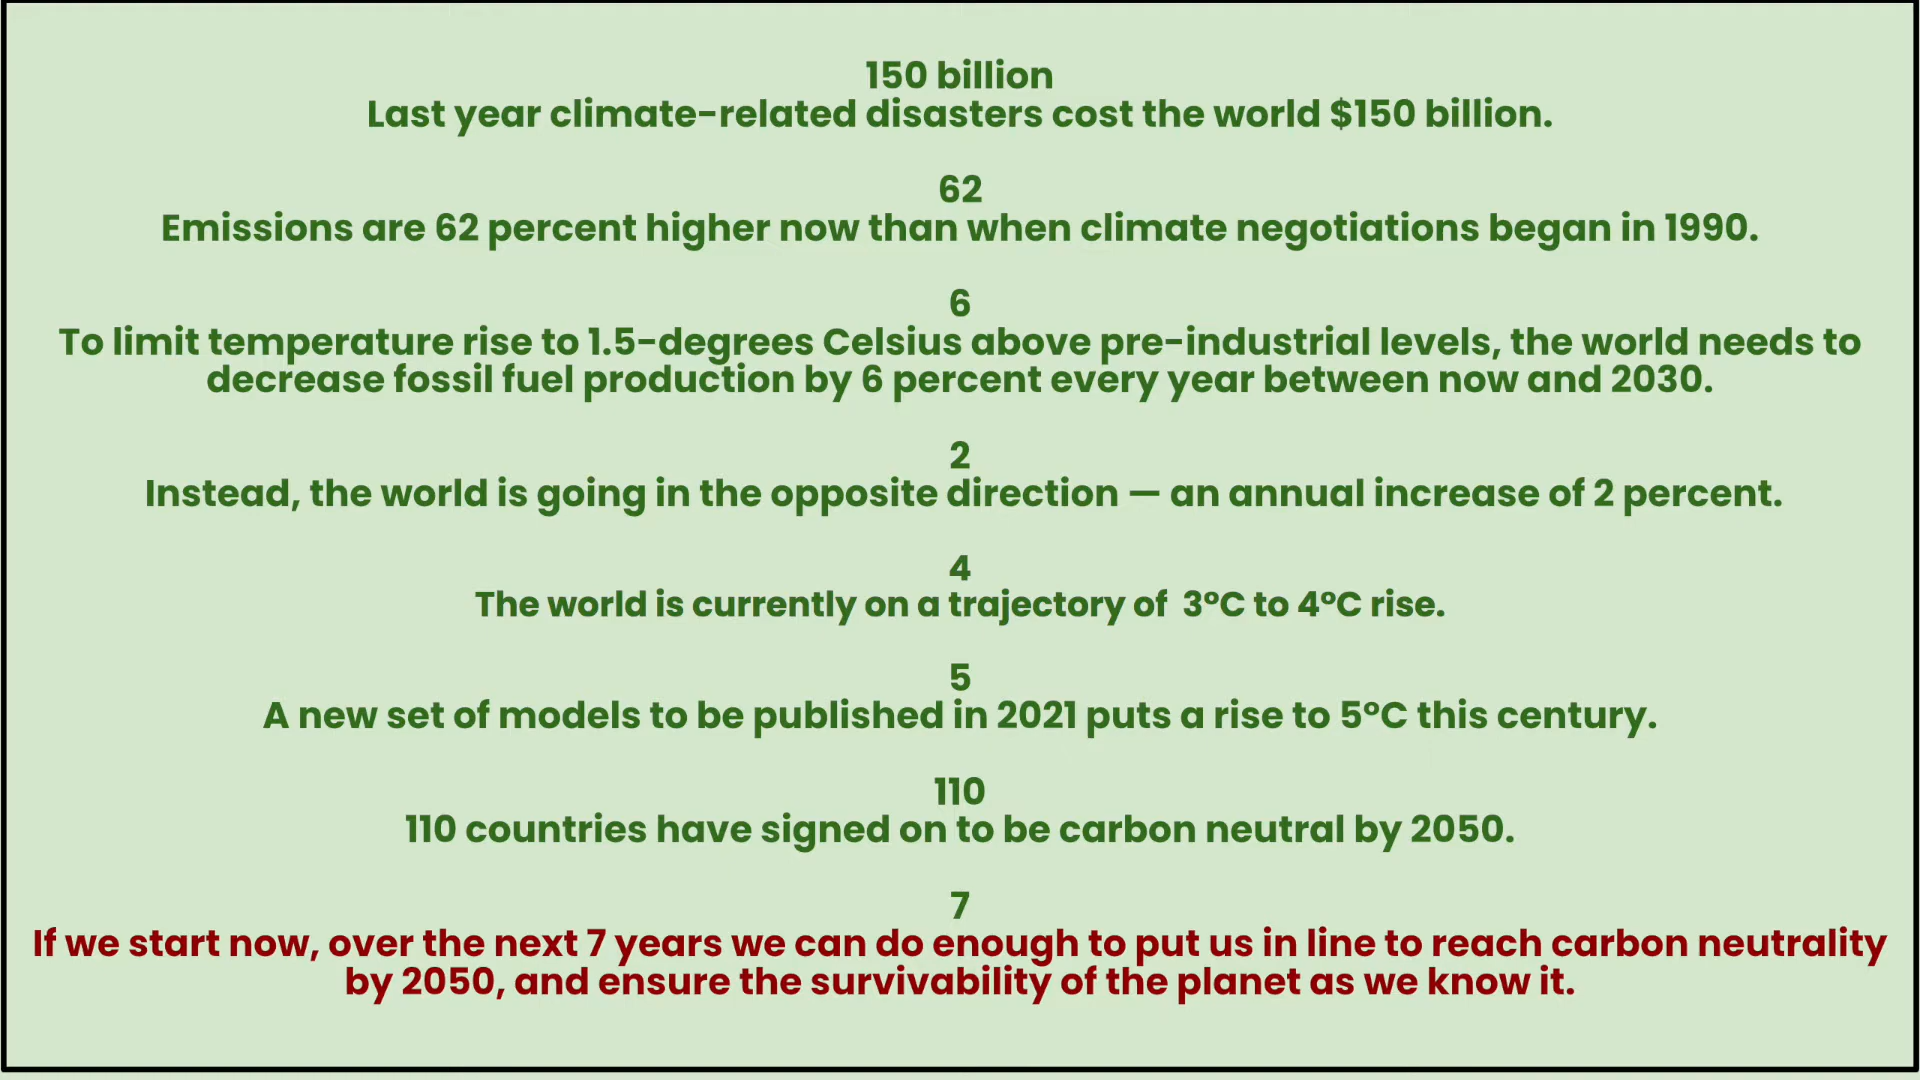 150 billion
Last year climate-related disasters cost the world $150 billion.
62
Emissions are 62 percent higher now than when climate negotiations began in 1990.
6
To limit temperature rise to 1.5-degrees Celsius above pre-industrial levels, the world needs to
decrease fossil fuel production by 6 percent every year between now and 2030.
2
Instead, the world is going in the opposite direction — an annual increase of 2 percent.
4
The world is currently on a trajectory of  3°C to 4°C rise.
5
A new set of models to be published in 2021 puts a rise to 5°C this century.
110
110 countries have signed on to be carbon neutral by 2050.
7
If we start now, over the next 7 years we can do enough to put us in line to reach carbon neutrality
by 2050, and ensure the survivability of the planet as we know it.